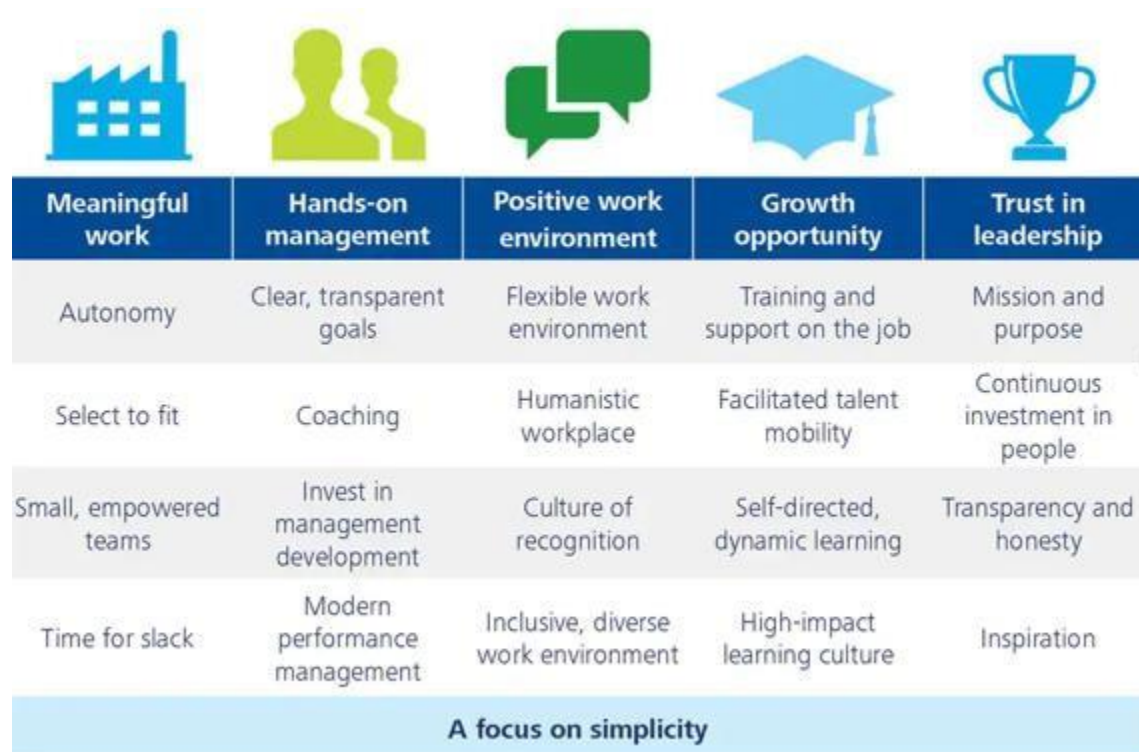 Meaningful
work
Hands-on
management
Positive work
environment
Growth
opportunity
Trust in
leadership
Autonomy
Clear, transparent
goals
Flexible work
environment
Training and
support on the job
Mission and
purpose
Select to fit
Coaching
Humanistic
workplace
Facilitated talent
mobility
Continuous
investment in
people
Small, empowered
teams
Invest in
management
development
Culture of
recognition
Self-directed,
dynamic learning
Transparency and
honesty
Time for slack
Modern
performance
management
Inclusive, diverse
work environment
High-impact
learning culture
Inspiration
A focus on simplicity